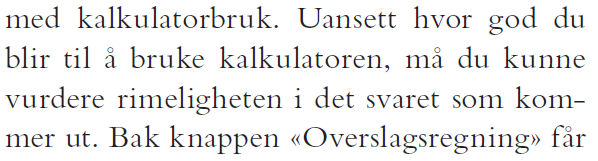 med kalkulatorbruk. Uansett hvor god du
blir til å bruke kalkulatoren, må du kunne
vurdere rimeligheten i det svaret som kom-
mer ut. Bak knappen «Overslagsregning» får